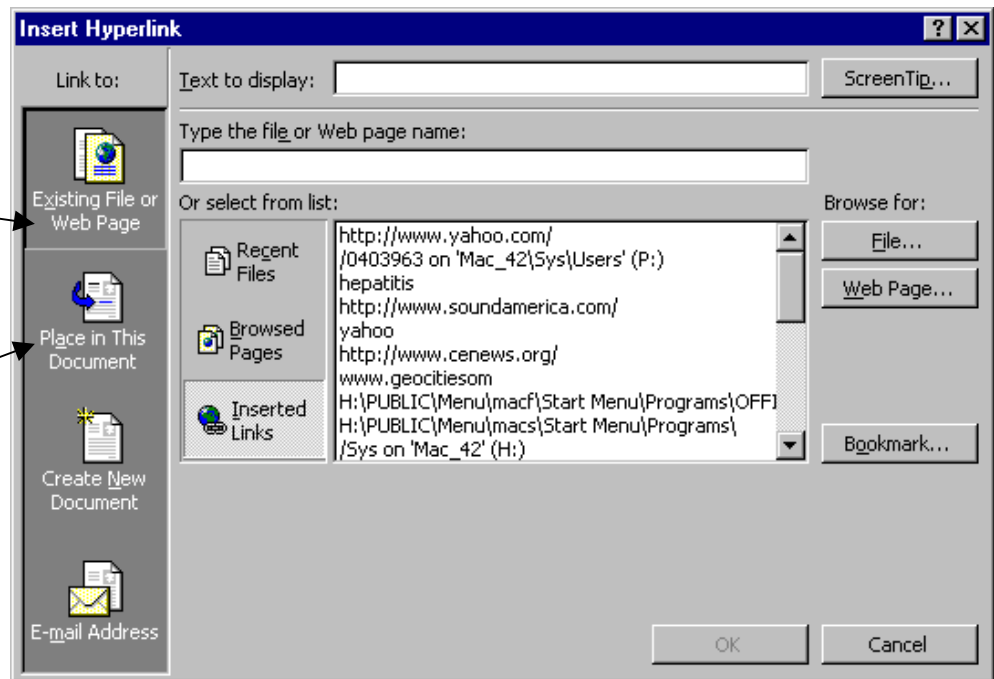 Insert Hyperlink
Link to:
Text to display:
ScreenTip...
Type the file or Web page name:
Existing File or
Web Page
Or select from list:
Browse for:
Recent
Files
Browsed
Pages
Inserted
Links
http://www.yahoo.com/
/0403963 on 'Mac_42\Sys\Users' (P:)
hepatitis
http://www.soundamerica.com/
yahoo
http://www.cenews.org/
www.geocitiesom
H:\PUBLIC\Menu\macf\Start Menu\Programs\OFFI
H:\PUBLIC\Menu\macs\Start Menu\Programs\
/Sys on 'Mac_42' (H:)
File...
Web Page...
Bookmark...
Place in This
Document
Create New
Document
E-mail Address
OK
Cancel